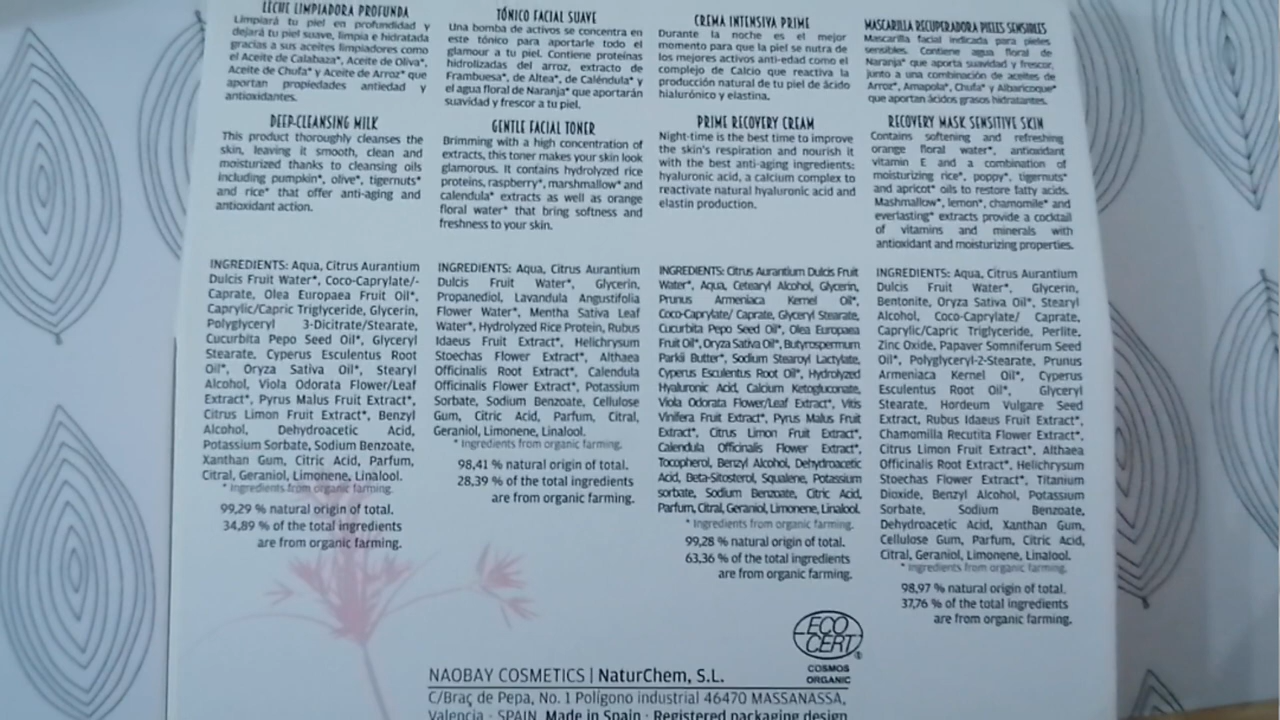 LECHE LIMPIADORA PROFUNDA
Limpiará tu piel en profundidad y
dejará tu piel suave, limpia e hidratada
gracias a sus aceites limpiadores como
el Aceite de Calabaza*, Aceite de Oliva*,
Aceite de Chufa* y Aceite de Arroz* que
aportan propiedades antiedad y
antioxidantes.
DEEP-CLEANSING MILK
This product thoroughly cleanses the
skin, leaving it smooth, clean and
moisturized thanks to cleansing oils
including pumpkin*, olive*, tigernuts*
and rice* that offer anti-aging and
antioxidant action.
INGREDIENTS: Aqua, Citrus Aurantium
Dulcis Fruit Water*, Coco-Caprylate/-
Caprate, Olea Europaea Fruit Oil*,
Caprylic/Capric Triglyceride, Glycerin,
Polyglyceryl 3-Dicitrate/Stearate,
Cucurbita Pepo Seed Oil*, Glyceryl
Stearate, Cyperus Esculentus Root
Oil*, Oryza Sativa Oil*, Stearyl
Alcohol, Viola Odorata Flower/Leaf
Extract*, Pyrus Malus Fruit Extract*,
Citrus Limon Fruit Extract*, Benzyl
Alcohol, Dehydroacetic Acid,
Potassium Sorbate, Sodium Benzoate,
Xanthan Gum, Citric Acid, Parfum,
Citral, Geraniol, Limonene, Linalool.
* Ingredients from organic farming.
99,29 % natural origin of total.
34,89 % of the total ingredients
are from organic farming.
TÓNICO FACIAL SUAVE
Una bomba de activos se concentra en
este tónico para aportarle todo el
glamour a tu piel. Contiene proteínas
hidrolizadas del arroz, extracto de
Frambuesa*, de Altea*, de Caléndula* y
el agua floral de Naranja* que aportarán
suavidad y frescor a tu piel.
GENTLE FACIAL TONER
Brimming with a high concentration of
extracts, this toner makes your skin look
glamorous. It contains hydrolyzed rice
proteins, raspberry*, marshmallow* and
calendula* extracts as well as orange
floral water* that bring softness and
freshness to your skin.
INGREDIENTS: Aqua, Citrus Aurantium
Dulcis Fruit Water*, Glycerin,
Propanediol, Lavandula Angustifolia
Flower Water*, Mentha Sativa Leaf
Water*, Hydrolyzed Rice Protein, Rubus
Idaeus Fruit Extract*, Helichrysum
Stoechas Flower Extract*, Althaea
Officinalis Root Extract*, Calendula
Officinalis Flower Extract*, Potassium
Sorbate, Sodium Benzoate, Cellulose
Gum, Citric Acid, Parfum, Citral,
Geraniol, Limonene, Linalool.
* Ingredients from organic farming.
98,41 % natural origin of total.
28,39 % of the total ingredients
are from organic farming.
CREMA INTENSIVA PRIME
Durante la noche es el mejor
momento para que la piel se nutra de
los mejores activos anti-edad como el
complejo de Calcio que reactiva la
producción natural de tu piel de ácido
hialurónico y elastina.
PRIME RECOVERY CREAM
Night-time is the best time to improve
the skin's respiration and nourish it
with the best anti-aging ingredients:
hyaluronic acid, a calcium complex to
reactivate natural hyaluronic acid and
elastin production.
INGREDIENTS: Citrus Aurantium Dulcis Fruit
Water*, Aqua, Cetearyl Alcohol, Glycerin,
Prunus Armeniaca Kernel Oil*,
Coco-Caprylate/ Caprate, Glyceryl Stearate,
Cucurbita Pepo Seed Oil*, Olea Europaea
Fruit Oil*, Oryza Sativa Oil*, Butyrospermum
Parkii Butter*, Sodium Stearoyl Lactylate,
Cyperus Esculentus Root Oil*, Hydrolyzed
Hyaluronic Acid, Calcium Ketogluconate,
Viola Odorata Flower/Leaf Extract*, Vitis
Vinifera Fruit Extract*, Pyrus Malus Fruit
Extract*, Citrus Limon Fruit Extract*,
Calendula Officinalis Flower Extract*,
Tocopherol, Benzyl Alcohol, Dehydroacetic
Acid, Beta-Sitosterol, Squalene, Potassium
sorbate, Sodium Benzoate, Citric Acid,
Parfum, Citral, Geraniol, Limonene, Linalool.
* Ingredients from organic farming.
99,28 % natural origin of total.
63,36 % of the total ingredients
are from organic farming.
MASCARILLA RECUPERADORA PIELES SENSIBLES
Mascarilla facial indicada para pieles
sensibles. Contiene agua floral de
Naranja* que aporta suavidad y frescor,
junto a una combinación de aceites de
Arroz*, Amapola*, Chufa* y Albaricoque*
que aportan ácidos grasos hidratantes.
RECOVERY MASK SENSITIVE SKIN
Contains softening and refreshing
orange floral water*, antioxidant
vitamin E and a combination of
moisturizing rice*, poppy*, tigernuts*
and apricot* oils to restore fatty acids.
Mashmallow*, lemon*, chamomile* and
everlasting* extracts provide a cocktail
of vitamins and minerals with
antioxidant and moisturizing properties.
INGREDIENTS: Aqua, Citrus Aurantium
Dulcis Fruit Water*, Glycerin,
Bentonite, Oryza Sativa Oil*, Stearyl
Alcohol, Coco-Caprylate/ Caprate,
Caprylic/Capric Triglyceride, Perlite,
Zinc Oxide, Papaver Somniferum Seed
Oil*, Polyglyceryl-2-Stearate, Prunus
Armeniaca Kernel Oil*, Cyperus
Esculentus Root Oil*, Glyceryl
Stearate, Hordeum Vulgare Seed
Extract, Rubus Idaeus Fruit Extract*,
Chamomilla Recutita Flower Extract*,
Citrus Limon Fruit Extract*, Althaea
Officinalis Root Extract*, Helichrysum
Stoechas Flower Extract*, Titanium
Dioxide, Benzyl Alcohol, Potassium
Sorbate, Sodium Benzoate,
Dehydroacetic Acid, Xanthan Gum,
Cellulose Gum, Parfum, Citric Acid,
Citral, Geraniol, Limonene, Linalool.
* Ingredients from organic farming.
98,97 % natural origin of total.
37,76 % of the total ingredients
are from organic farming.
ECO
CERT
®
COSMOS
ORGANIC
NAOBAY COSMETICS | NaturChem, S.L.
C/Braç de Pepa, No. 1 Polígono industrial 46470 MASSANASSA,
Valencia · SPAIN. Made in Spain · Registered packaging design